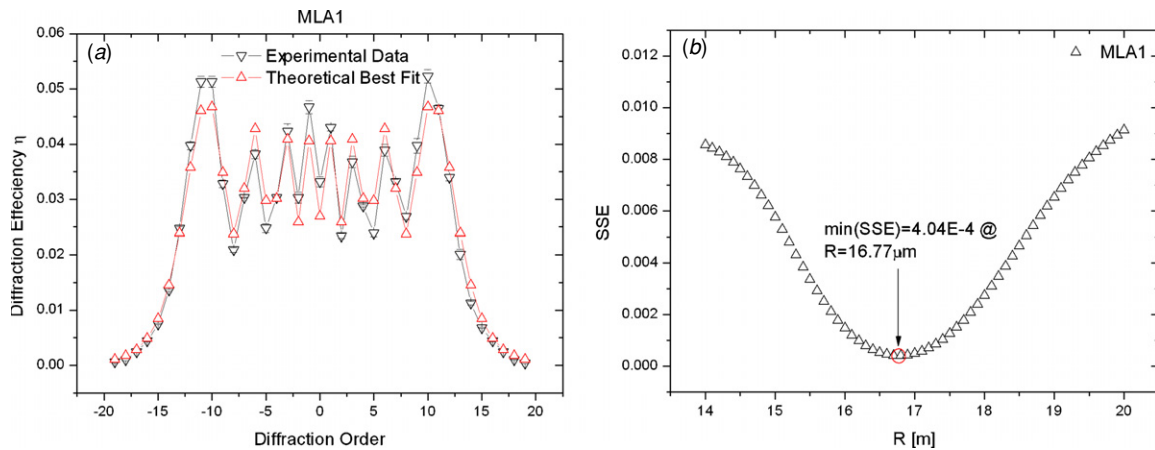 MLA1
(a)
Experimental Data
Theoretical Best Fit
0.06
0.05
0.04
0.03
0.02
0.01
0.00
Diffraction Effeciency η
-20 -15 -10 -5 0 5 10 15 20
Diffraction Order
(b)
MLA1
0.012
0.010
0.008
0.006
0.004
0.002
0.000
SSE
min(SSE)=4.04E-4 @
R=16.77μm
14 15 16 17 18 19 20
R [m]